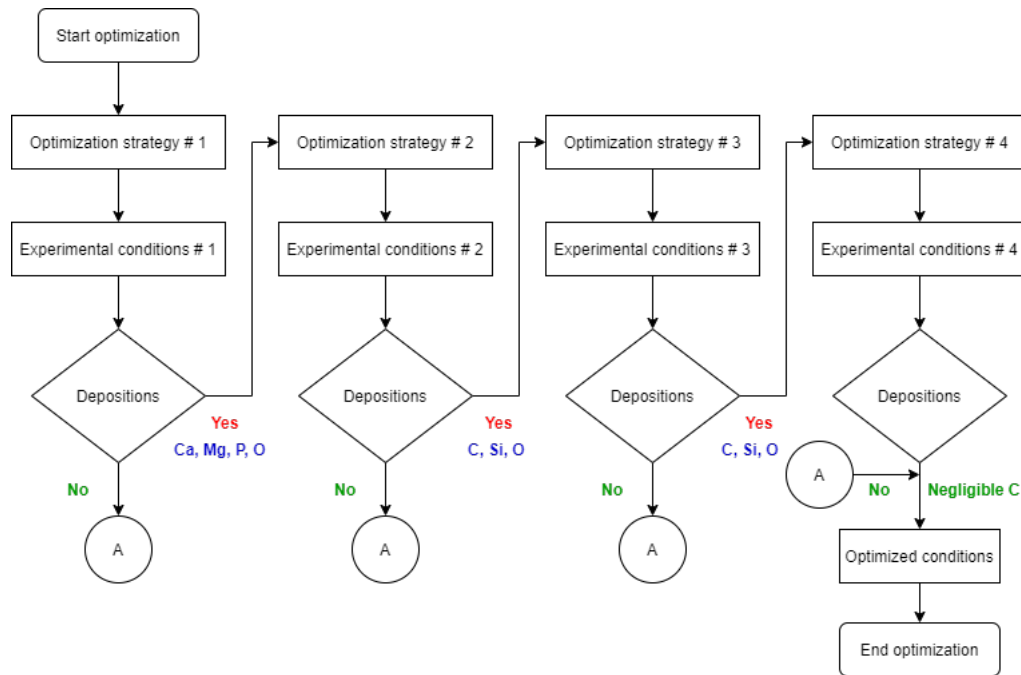 Start optimization
Optimization strategy # 1
Optimization strategy # 2
Optimization strategy # 3
Optimization strategy # 4
Experimental conditions # 1
Experimental conditions # 2
Experimental conditions # 3
Experimental conditions # 4
Depositions
Depositions
Depositions
Depositions
Yes
Ca, Mg, P, O
Yes
C, Si, O
Yes
C, Si, O
No
No
No
A
No
Negligible C
A
A
A
Optimized conditions
End optimization